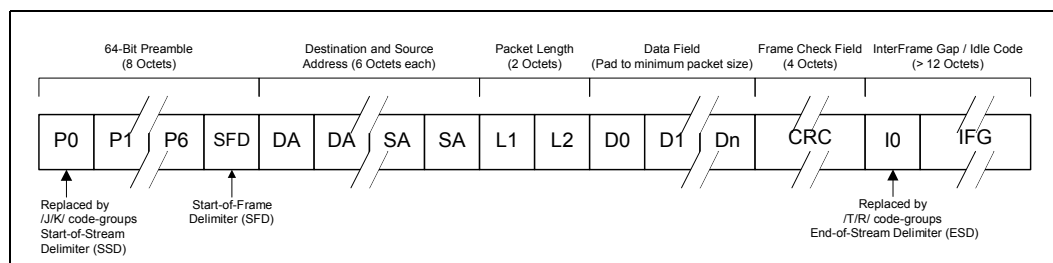 64-Bit Preamble
(8 Octets)
Destination and Source
Address (6 Octets each)
Packet Length
(2 Octets)
Data Field
(Pad to minimum packet size)
Frame Check Field
(4 Octets)
InterFrame Gap / Idle Code
(> 12 Octets)
P0 P1 P6 SFD DA DA SA SA L1 L2 D0 D1 Dn CRC I0 IFG
Replaced by
/J/K/ code-groups
Start-of-Stream
Delimiter (SSD)
Start-of-Frame
Delimiter (SFD)
Replaced by
/T/R/ code-groups
End-of-Stream Delimiter (ESD)